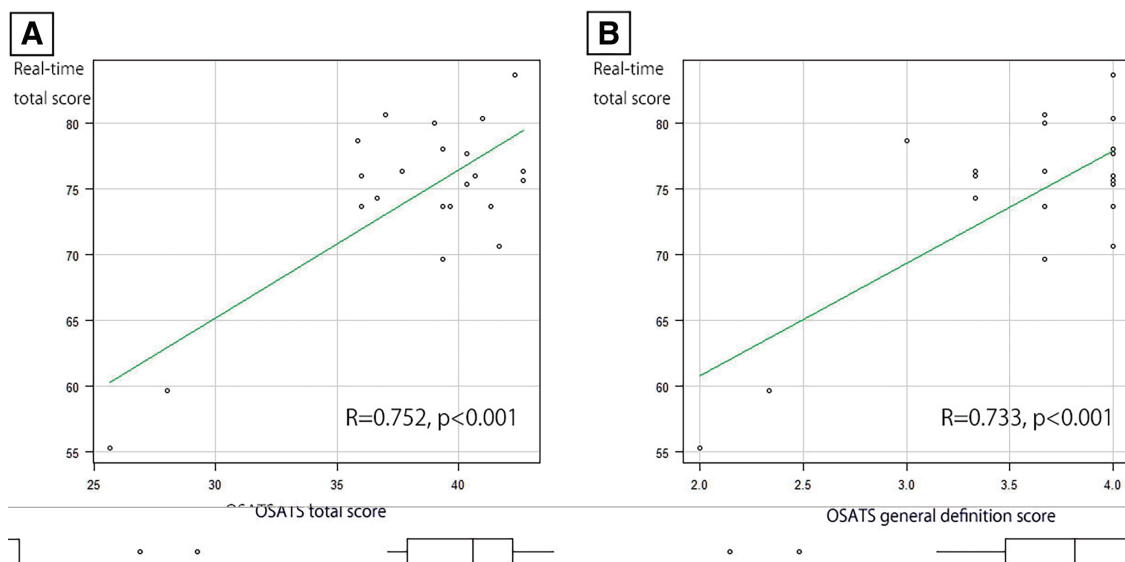 A
Real-time
total score
80
75
70
65
60
55
25 30 35 40
R=0.752, p<0.001
OSATS total score
B
Real-time
total score
80
75
70
65
60
55
2.0 2.5 3.0 3.5 4.0
R=0.733, p<0.001
OSATS general definition score